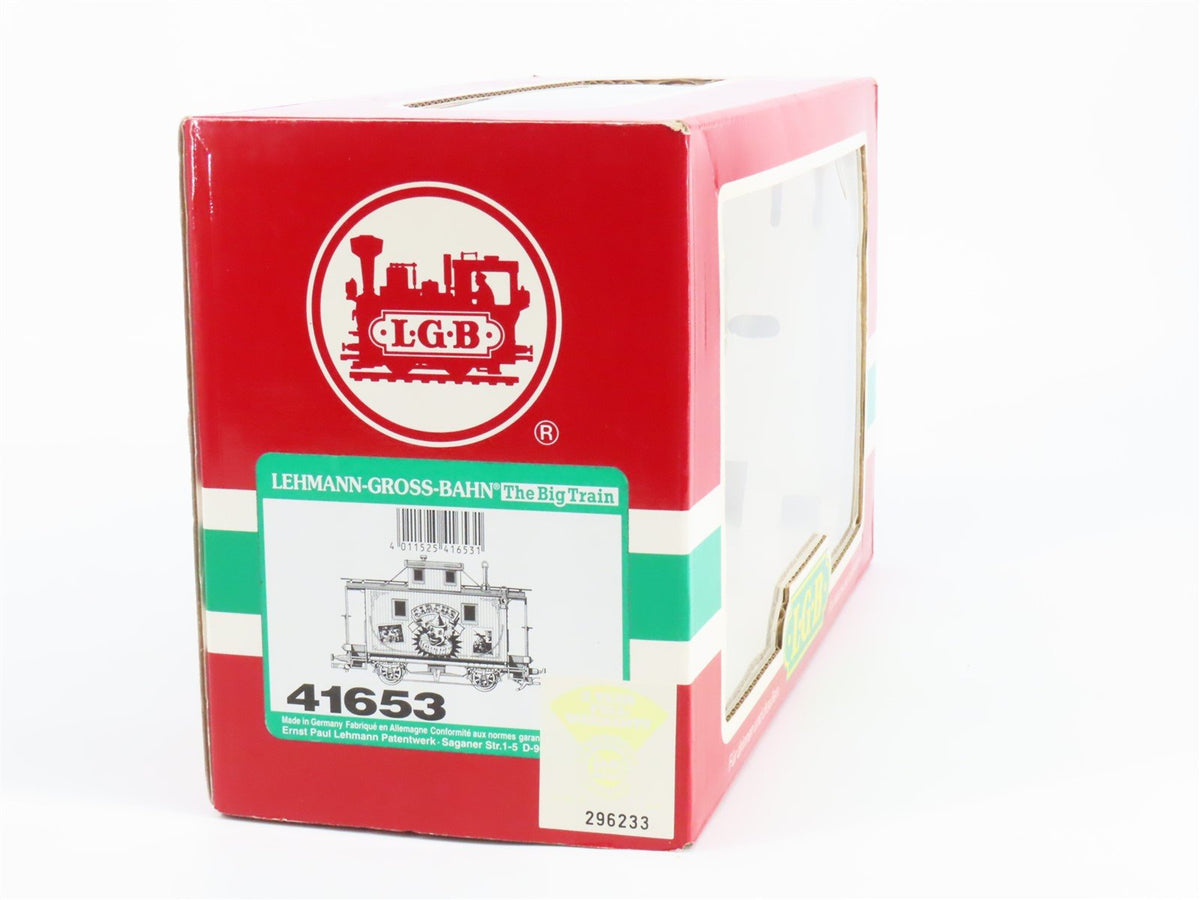 L·G·B
®
LEHMANN-GROSS-BAHN® The Big Train
4 011525 416531
CIRCUS
41653
Made in Germany Fabriqué en Allemagne Conformité aux normes garan
Ernst Paul Lehmann Patentwerk · Saganer Str.1-5 D-9
296233
L·G·B